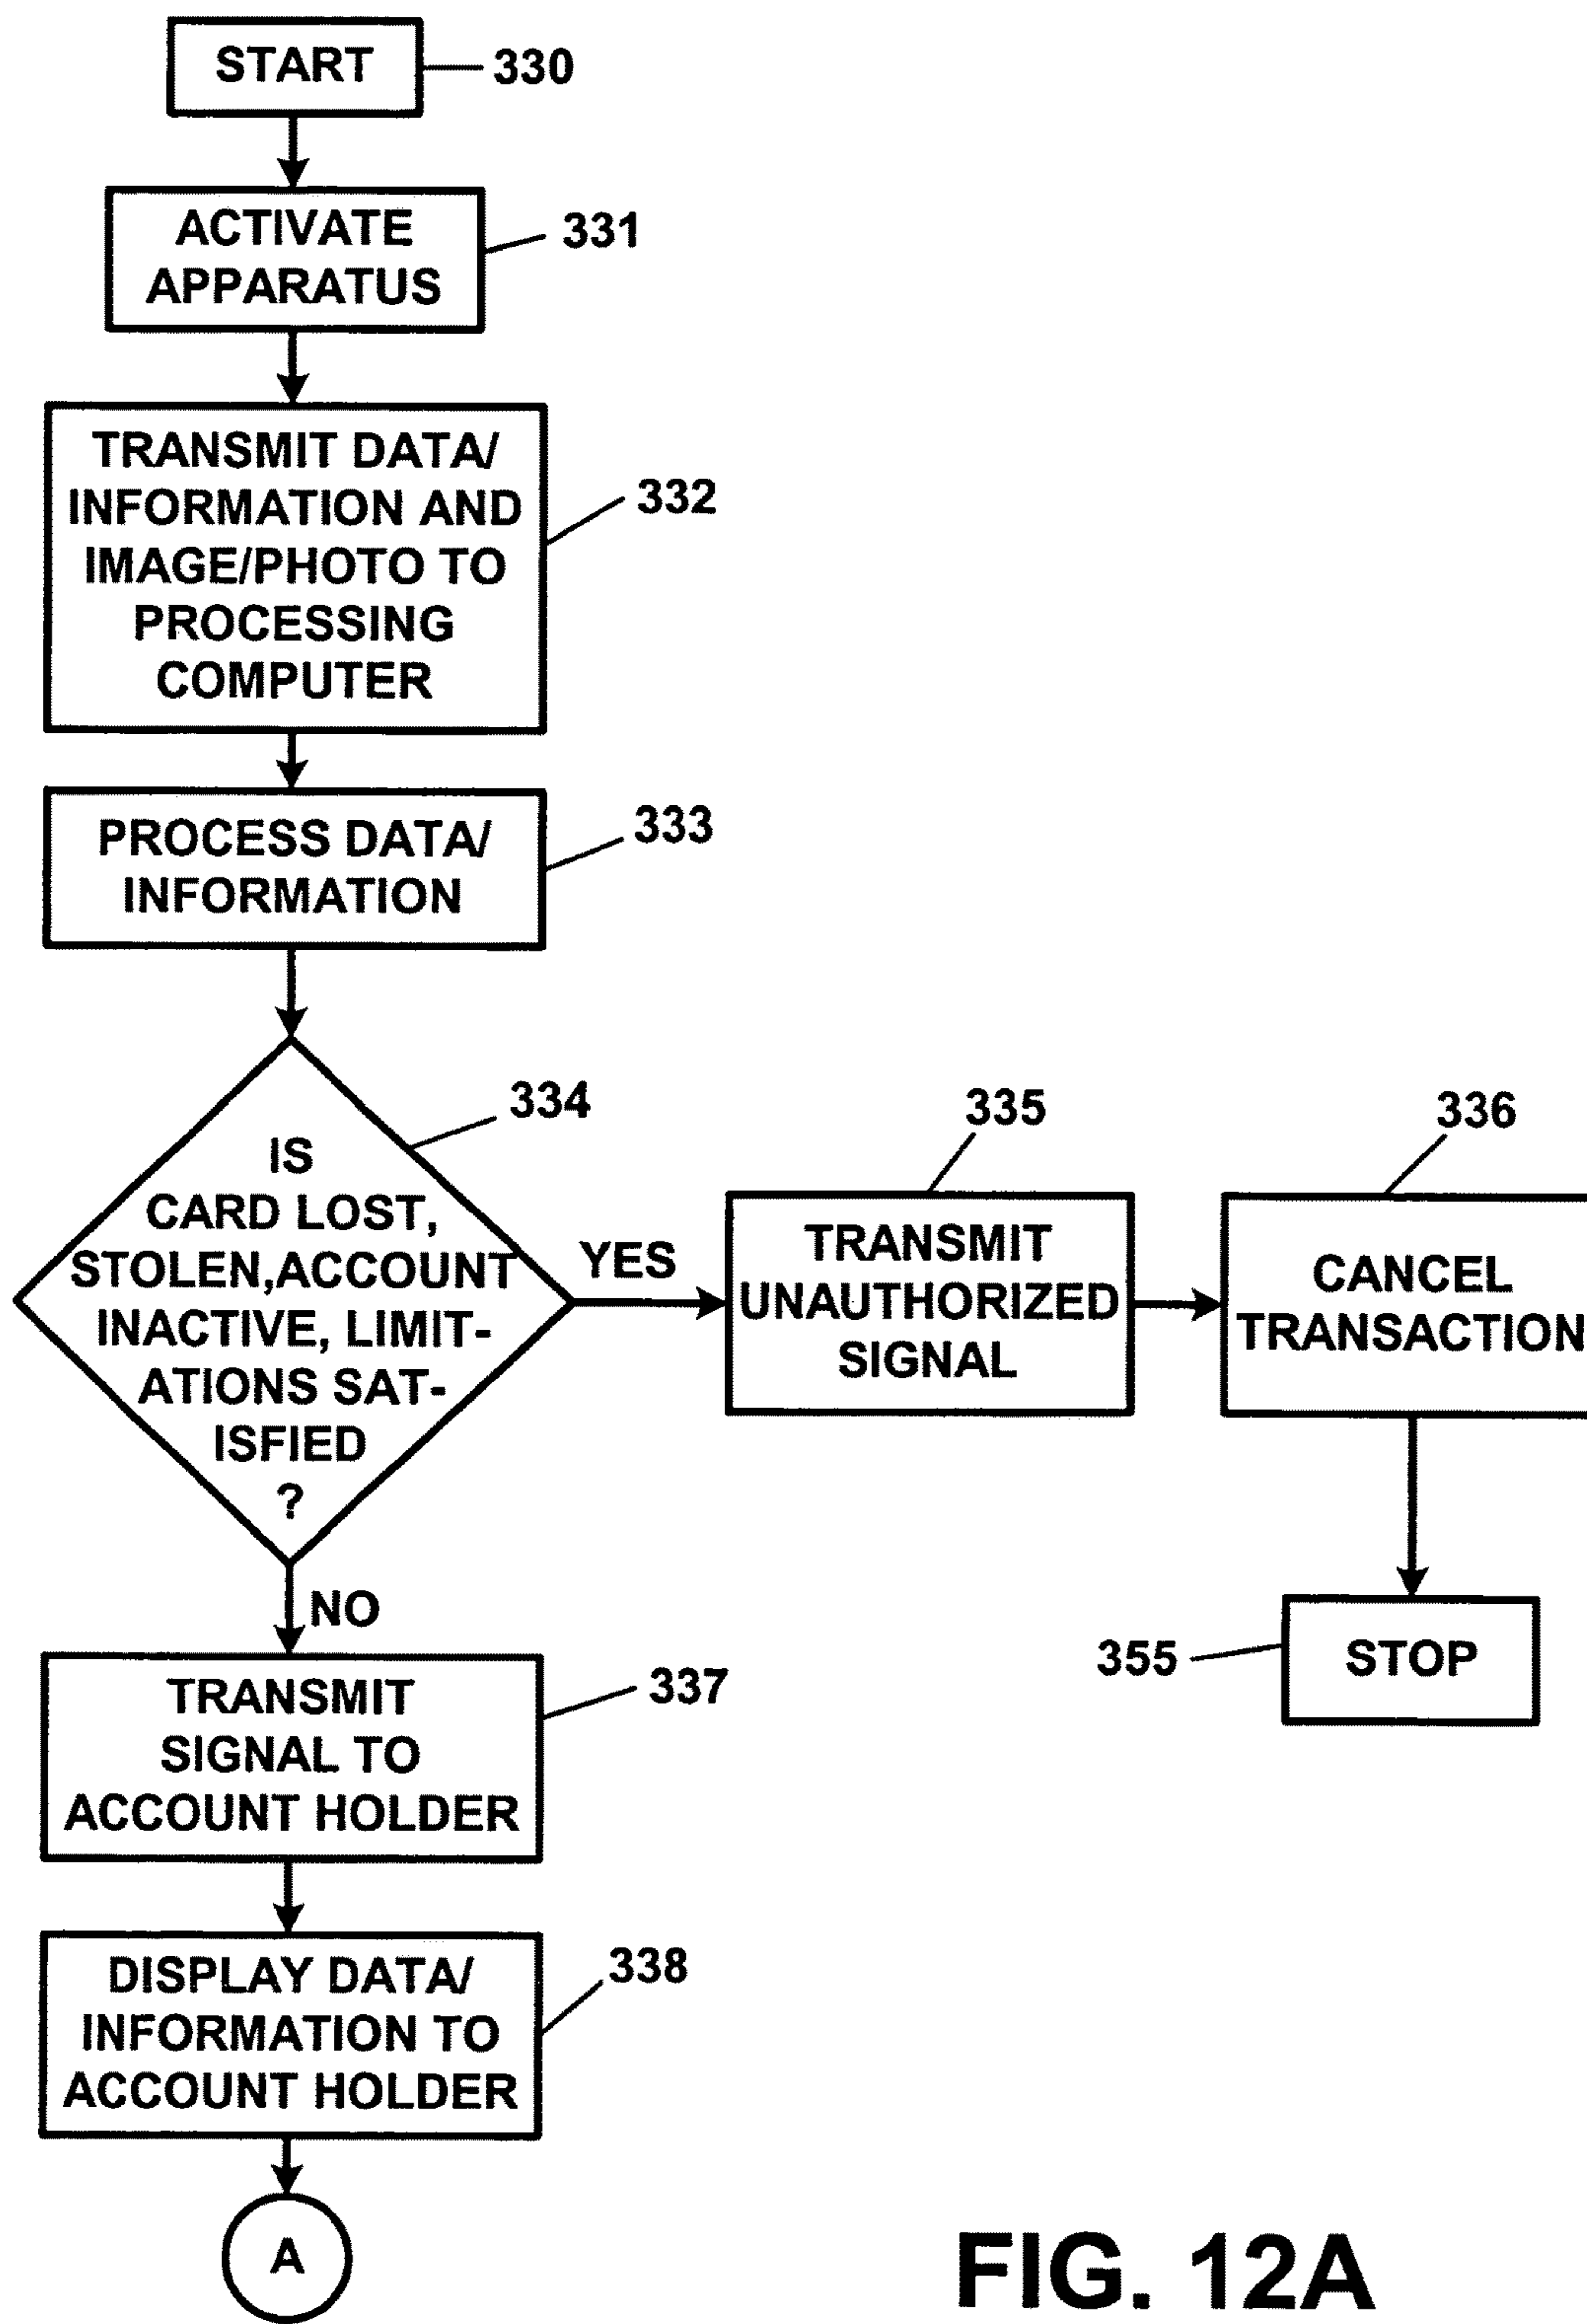 START
330
ACTIVATE
APPARATUS
331
TRANSMIT DATA/
INFORMATION AND
IMAGE/PHOTO TO
PROCESSING
COMPUTER
332
PROCESS DATA/
INFORMATION
333
334
IS
CARD LOST,
STOLEN,ACCOUNT
INACTIVE, LIMIT-
ATIONS SAT-
ISFIED
?
YES
335
TRANSMIT
UNAUTHORIZED
SIGNAL
336
CANCEL
TRANSACTION
355
STOP
NO
TRANSMIT
SIGNAL TO
ACCOUNT HOLDER
337
DISPLAY DATA/
INFORMATION TO
ACCOUNT HOLDER
338
A
FIG. 12A